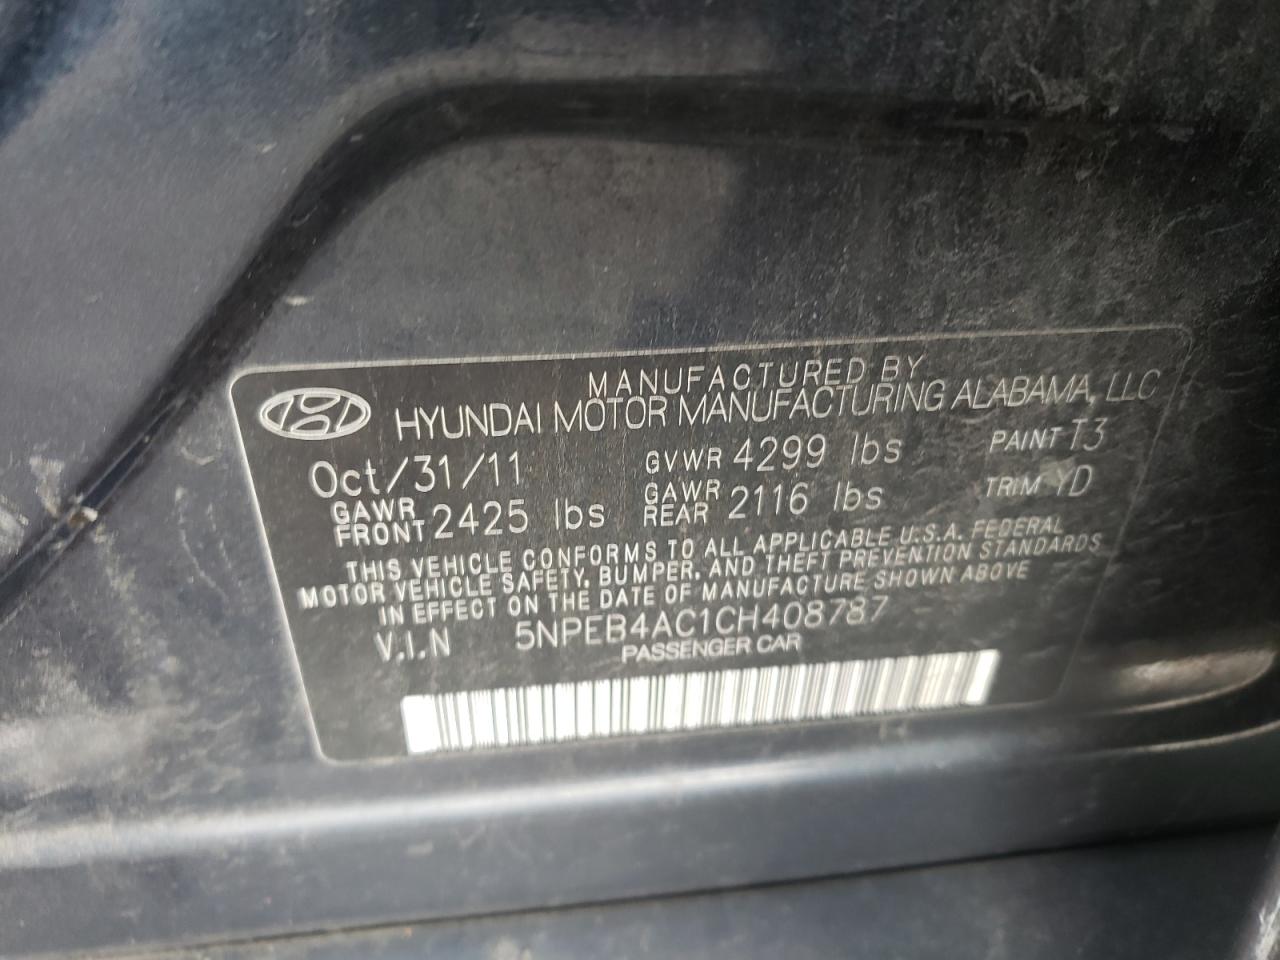 MANUFACTURED BY
HYUNDAI MOTOR MANUFACTURING ALABAMA, LLC
Oct/31/11 GVWR 4299 lbs PAINT T3
GAWR FRONT 2425 lbs GAWR REAR 2116 lbs TRIM YD
THIS VEHICLE CONFORMS TO ALL APPLICABLE U.S.A. FEDERAL
MOTOR VEHICLE SAFETY, BUMPER, AND THEFT PREVENTION STANDARDS
IN EFFECT ON THE DATE OF MANUFACTURE SHOWN ABOVE
V.I.N 5NPEB4AC1CH408787
PASSENGER CAR